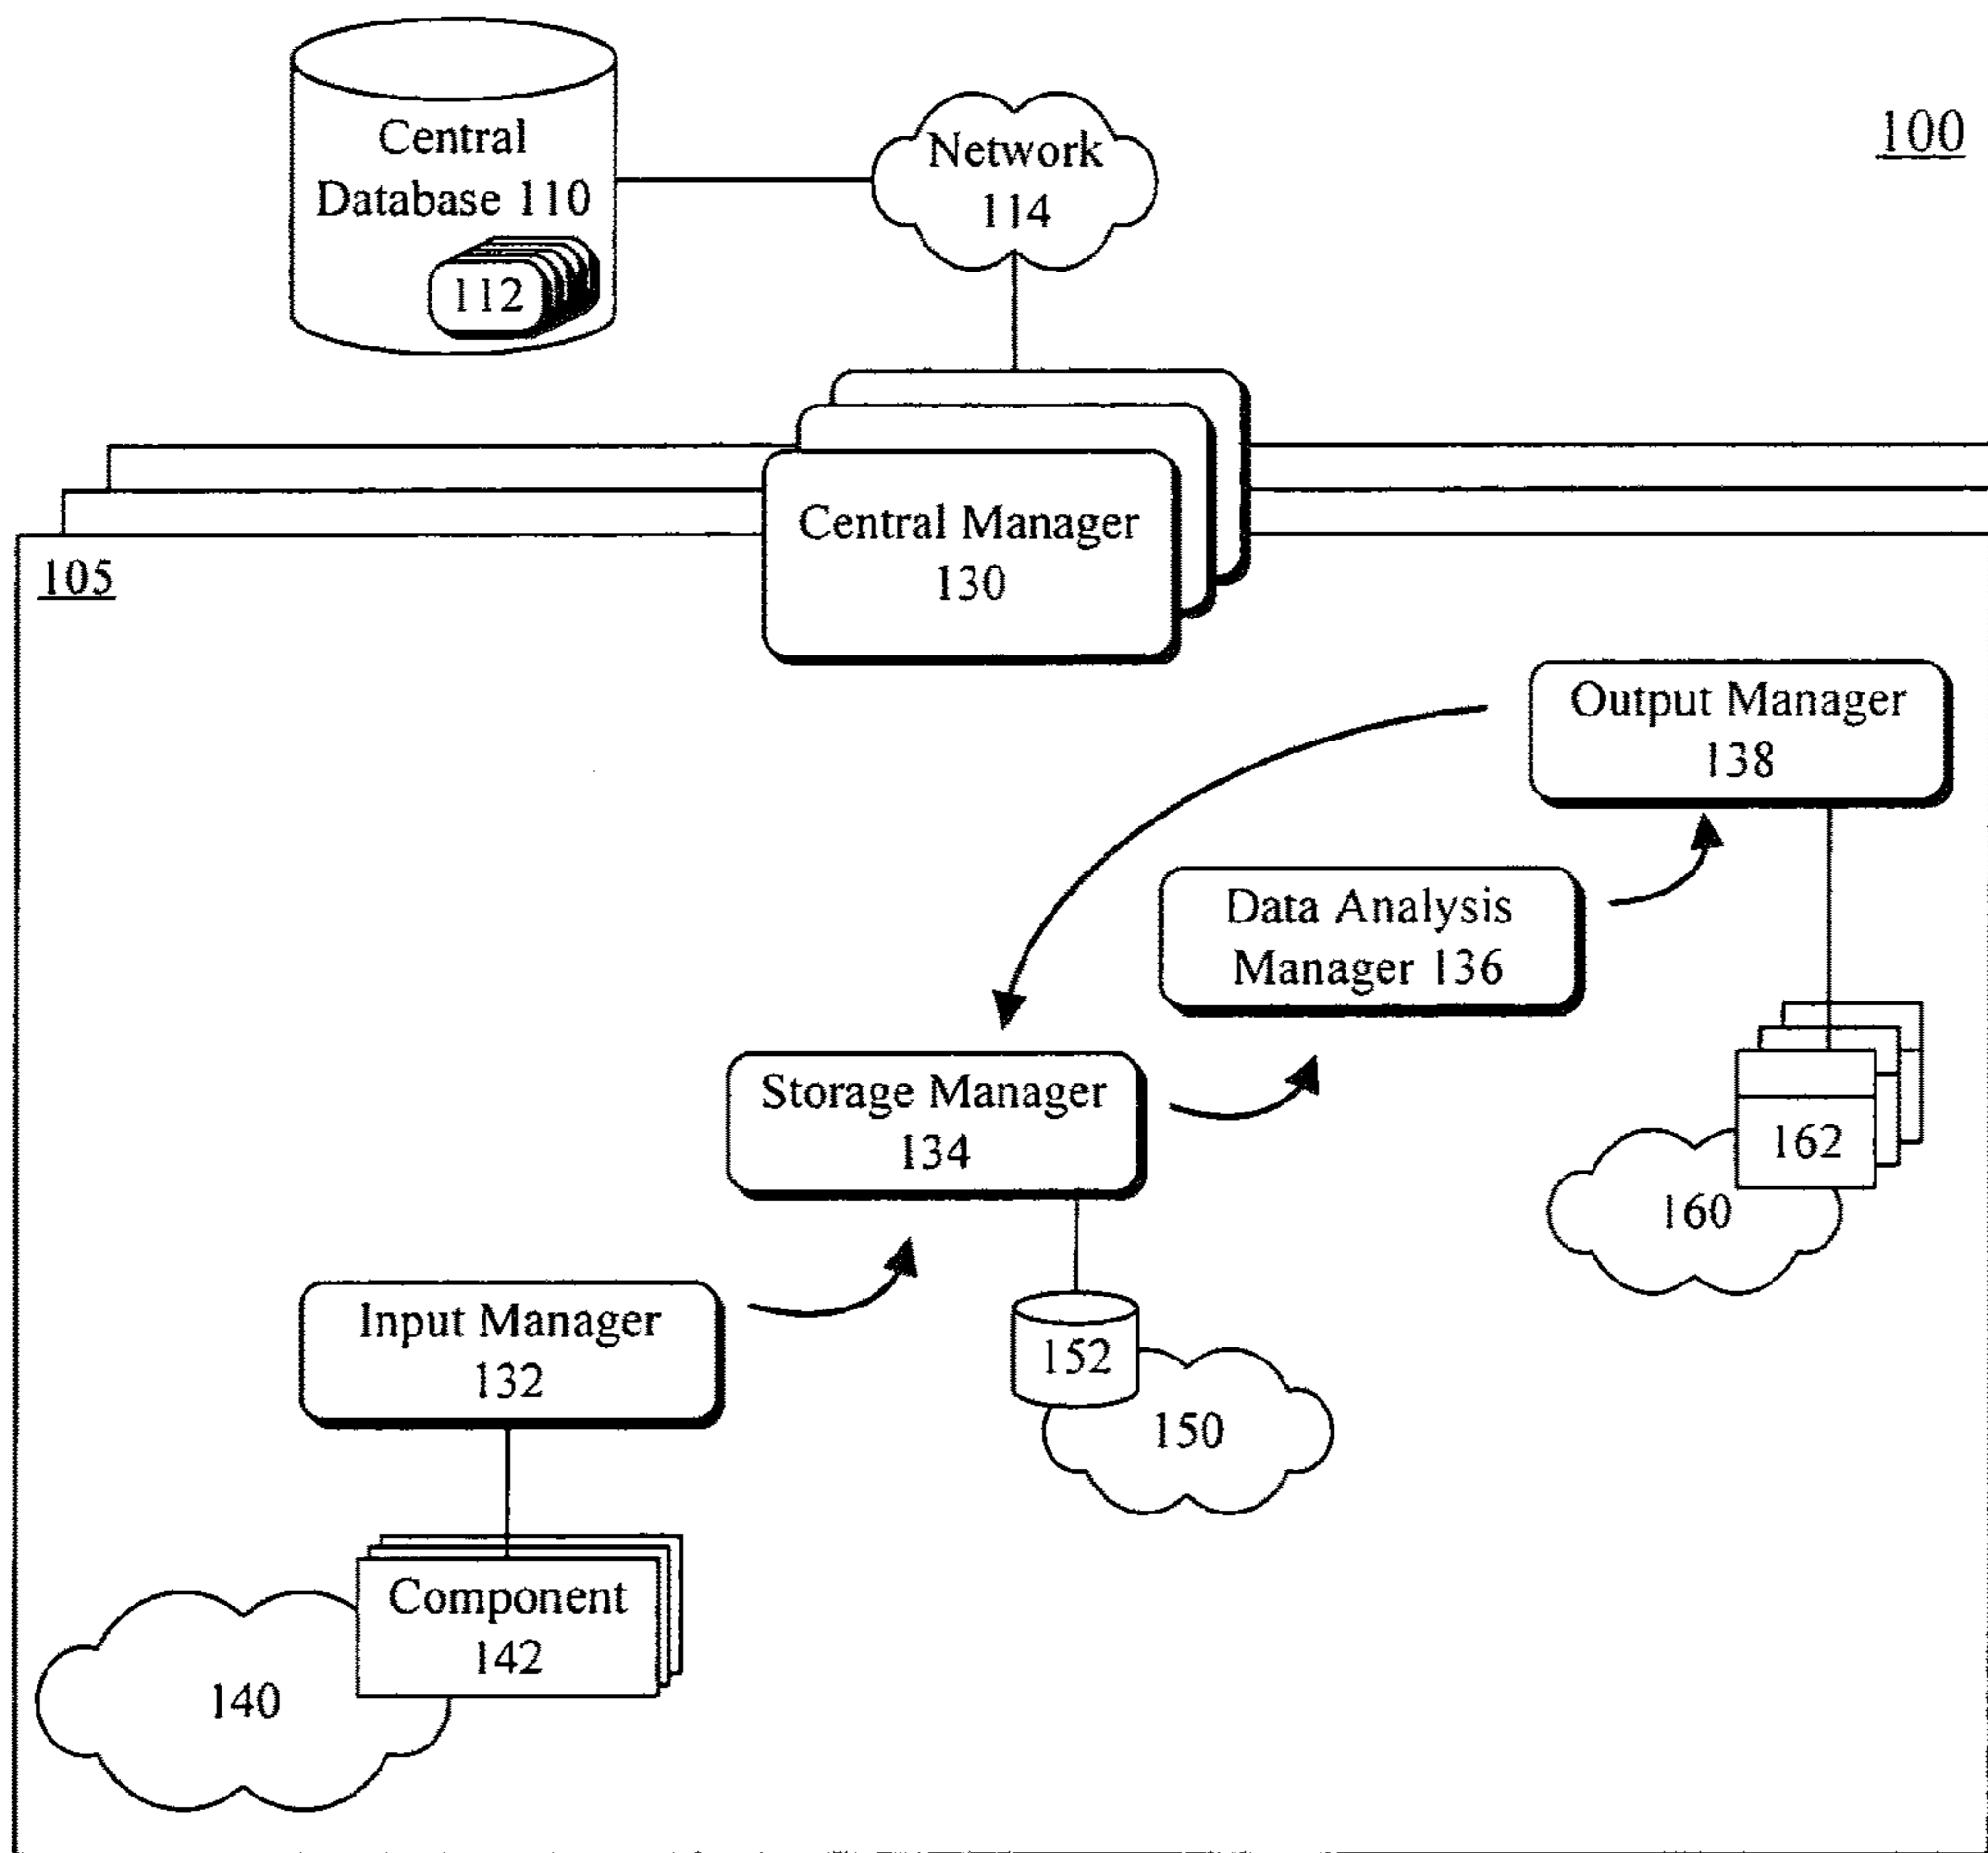 Central
Database 110
112
Network
114
100
Central Manager
130
105
Output Manager
138
Data Analysis
Manager 136
Storage Manager
134
162
160
Input Manager
132
152
150
Component
142
140